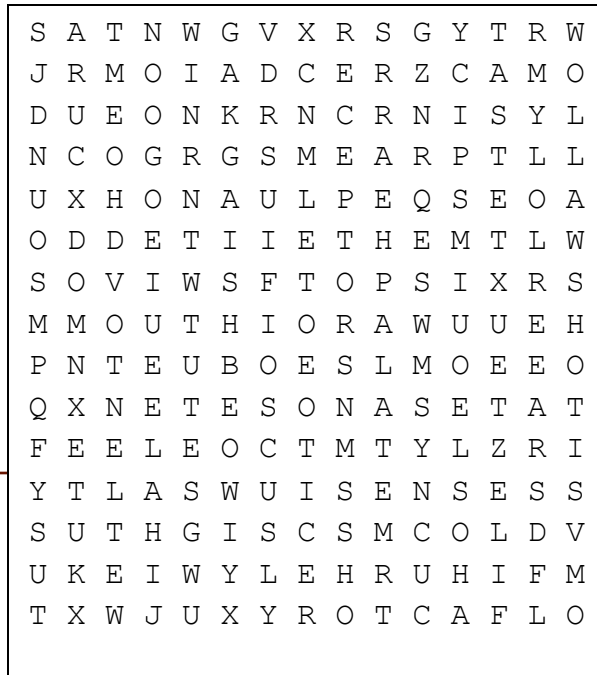 S A T N W G V X R S G Y T R W
J R M O I A D C E R Z C A M O
D U E O N K R N C R N I S Y L
N C O G R G S M E A R P T L L
U X H O N A U L P E Q S E O A
O D D E T I I E T H E M T L W
S O V I W S F T O P S I X R S
M M O U T H I O R A W U U E H
P N T E U B O E S L M O E E O
Q X N E T E S O N A S E T A T
F E E L E O C T M T Y L Z R I
Y T L A S W U I S E N S E S S
S U T H G I S C S M C O L D V
U K E I W Y L E H R U H I F M
T X W J U X Y R O T C A F L O